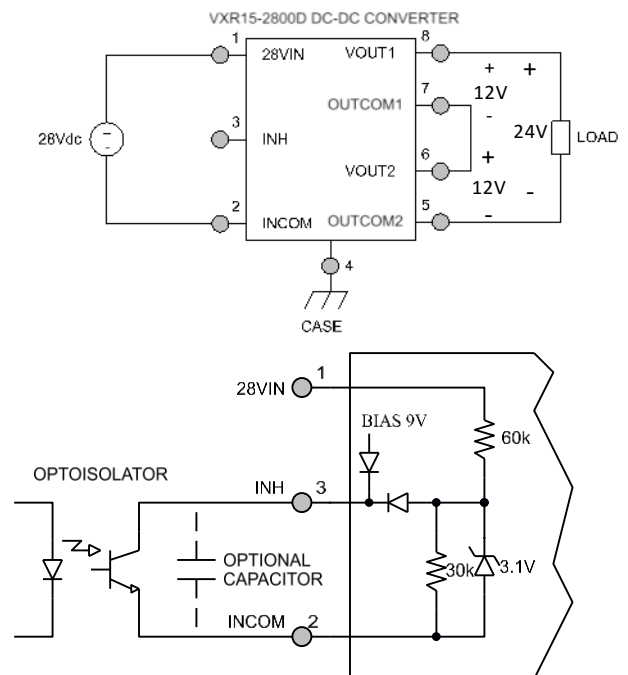 VXR15-2800D DC-DC CONVERTER
1
28VIN
VOUT1
8
+
+
12V
-
7
OUTCOM1
3
INH
28Vdc
24V
LOAD
VOUT2
6
+
12V
-
-
2
INCOM
OUTCOM2
5
4
CASE
28VIN
1
BIAS 9V
60k
OPTOISOLATOR
INH
3
OPTIONAL
CAPACITOR
30k
3.1V
INCOM
2